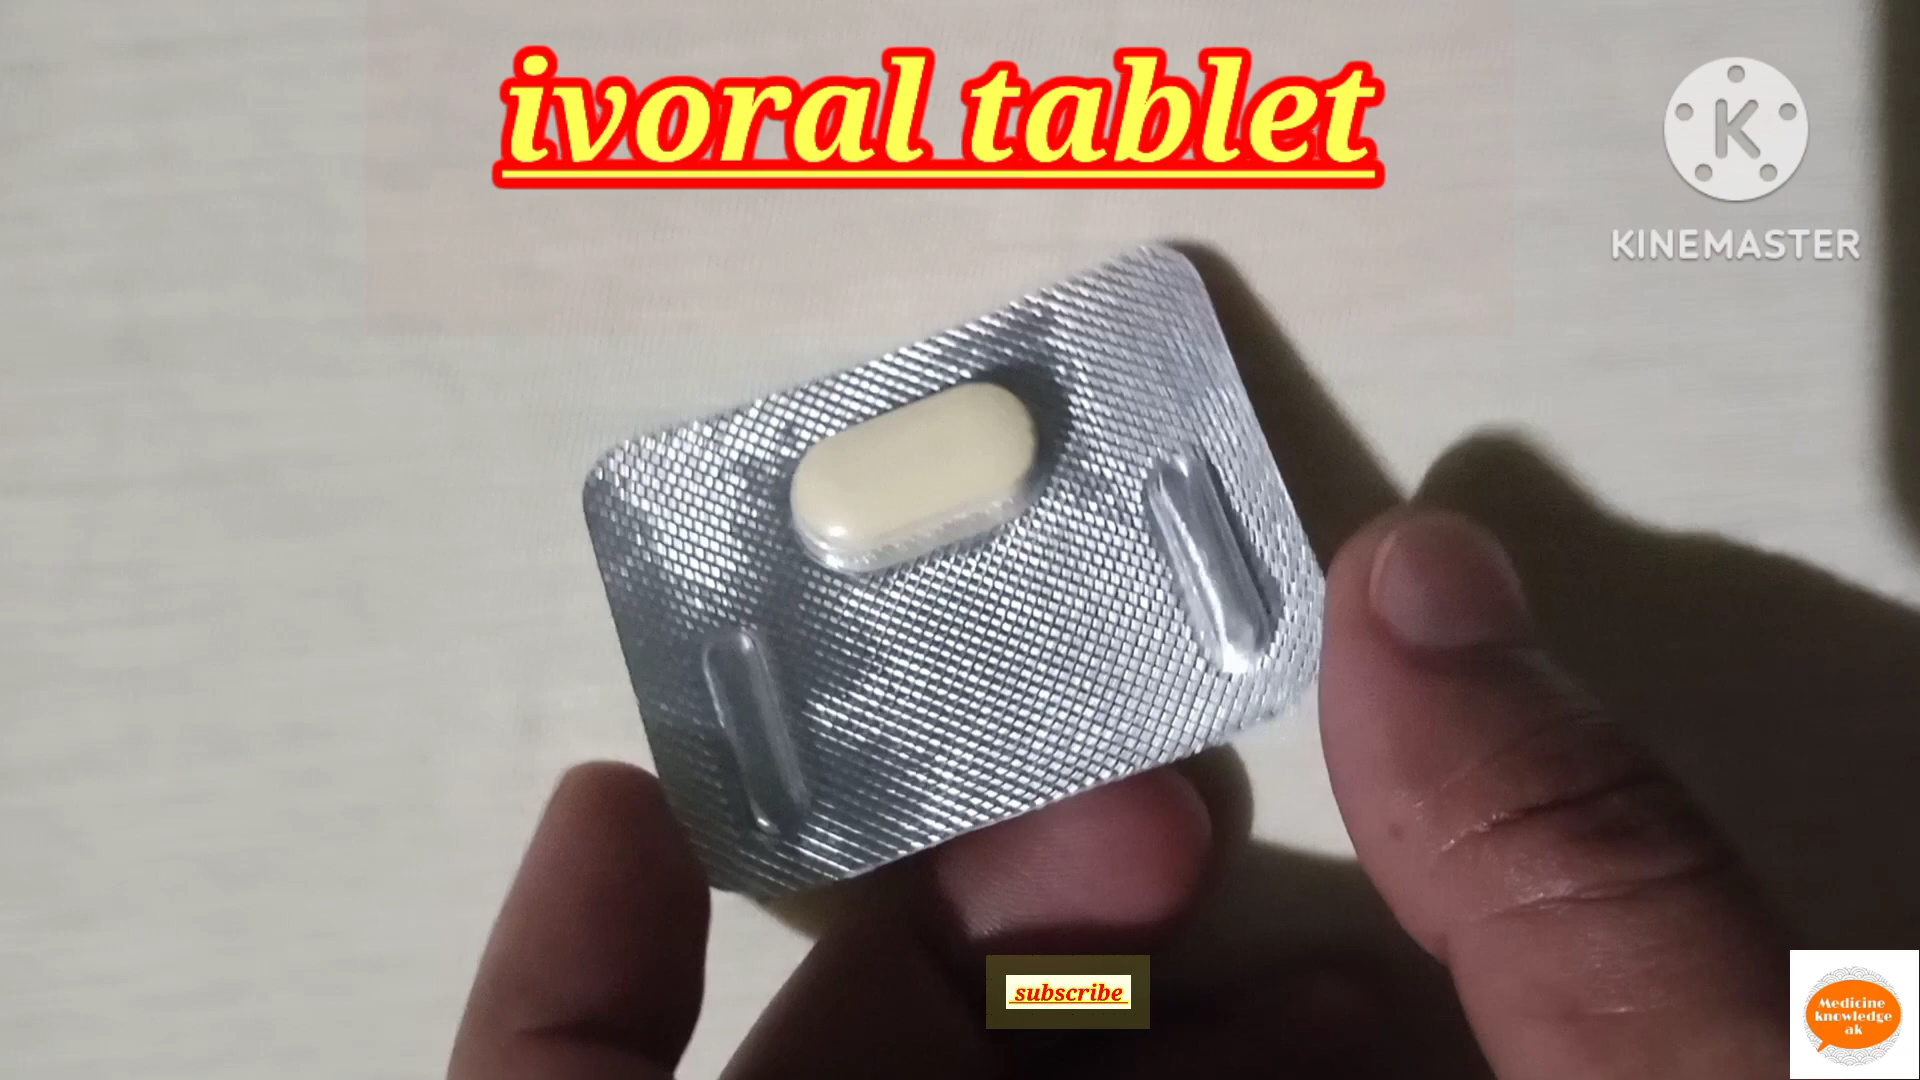 ivoral tablet
K
KINEMASTER
subscribe
Medicine
knowledge
ak